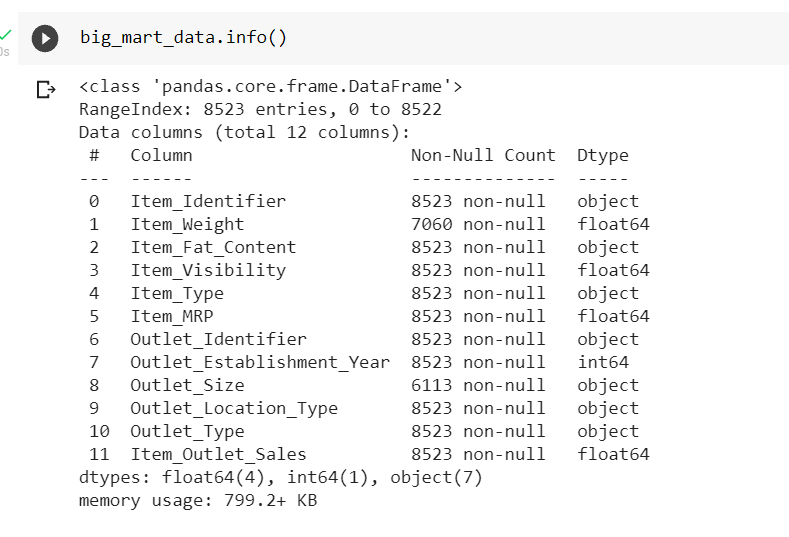 big_mart_data.info()
0s
<class 'pandas.core.frame.DataFrame'>
RangeIndex: 8523 entries, 0 to 8522
Data columns (total 12 columns):
 #   Column                     Non-Null Count  Dtype
---  ------                     --------------  -----
 0   Item_Identifier            8523 non-null   object
 1   Item_Weight                7060 non-null   float64
 2   Item_Fat_Content           8523 non-null   object
 3   Item_Visibility            8523 non-null   float64
 4   Item_Type                  8523 non-null   object
 5   Item_MRP                   8523 non-null   float64
 6   Outlet_Identifier          8523 non-null   object
 7   Outlet_Establishment_Year  8523 non-null   int64
 8   Outlet_Size                6113 non-null   object
 9   Outlet_Location_Type       8523 non-null   object
 10  Outlet_Type                8523 non-null   object
 11  Item_Outlet_Sales          8523 non-null   float64
dtypes: float64(4), int64(1), object(7)
memory usage: 799.2+ KB